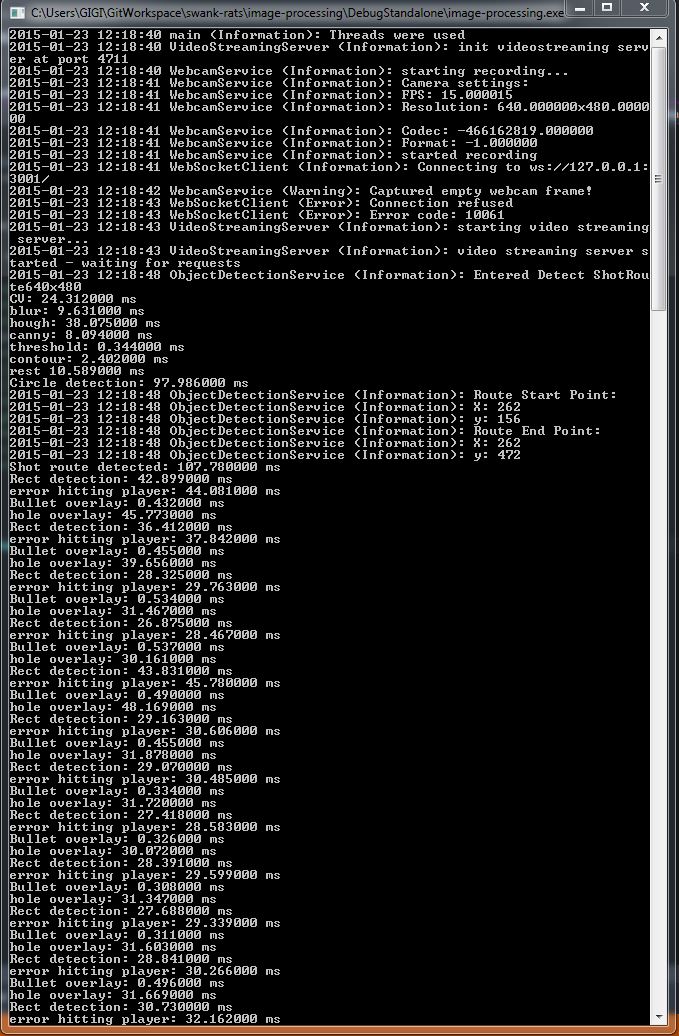 C:\Users\GIGI\GitWorkspace\swank-rats\image-processing\DebugStandalone\image-processing.exe
2015-01-23 12:18:40 main (Information): Threads were used
2015-01-23 12:18:40 VideoStreamingServer (Information): init videostreaming serv
er at port 4711
2015-01-23 12:18:40 WebcamService (Information): starting recording...
2015-01-23 12:18:41 WebcamService (Information): Camera settings:
2015-01-23 12:18:41 WebcamService (Information): FPS: 15.000015
2015-01-23 12:18:41 WebcamService (Information): Resolution: 640.000000x480.0000
00
2015-01-23 12:18:41 WebcamService (Information): Codec: -466162819.000000
2015-01-23 12:18:41 WebcamService (Information): Format: -1.000000
2015-01-23 12:18:41 WebcamService (Information): started recording
2015-01-23 12:18:41 WebSocketClient (Information): Connecting to ws://127.0.0.1:
3001/
2015-01-23 12:18:42 WebcamService (Warning): Captured empty webcam frame!
2015-01-23 12:18:43 WebSocketClient (Error): Connection refused
2015-01-23 12:18:43 WebSocketClient (Error): Error code: 10061
2015-01-23 12:18:43 VideoStreamingServer (Information): starting video streaming
 server...
2015-01-23 12:18:43 VideoStreamingServer (Information): video streaming server s
tarted - waiting for requests
2015-01-23 12:18:48 ObjectDetectionService (Information): Entered Detect ShotRou
te640x480
CV: 24.312000 ms
blur: 9.631000 ms
hough: 38.075000 ms
canny: 8.094000 ms
threshold: 0.344000 ms
contour: 2.402000 ms
rest 10.589000 ms
Circle detection: 97.986000 ms
2015-01-23 12:18:48 ObjectDetectionService (Information): Route Start Point:
2015-01-23 12:18:48 ObjectDetectionService (Information): X: 262
2015-01-23 12:18:48 ObjectDetectionService (Information): y: 156
2015-01-23 12:18:48 ObjectDetectionService (Information): Route End Point:
2015-01-23 12:18:48 ObjectDetectionService (Information): X: 262
2015-01-23 12:18:48 ObjectDetectionService (Information): y: 472
Shot route detected: 107.780000 ms
Rect detection: 42.899000 ms
error hitting player: 44.081000 ms
Bullet overlay: 0.432000 ms
hole overlay: 45.773000 ms
Rect detection: 36.412000 ms
error hitting player: 37.842000 ms
Bullet overlay: 0.455000 ms
hole overlay: 39.656000 ms
Rect detection: 28.325000 ms
error hitting player: 29.763000 ms
Bullet overlay: 0.534000 ms
hole overlay: 31.467000 ms
Rect detection: 26.875000 ms
error hitting player: 28.467000 ms
Bullet overlay: 0.537000 ms
hole overlay: 30.161000 ms
Rect detection: 43.831000 ms
error hitting player: 45.780000 ms
Bullet overlay: 0.490000 ms
hole overlay: 48.169000 ms
Rect detection: 29.163000 ms
error hitting player: 30.606000 ms
Bullet overlay: 0.455000 ms
hole overlay: 31.878000 ms
Rect detection: 29.070000 ms
error hitting player: 30.485000 ms
Bullet overlay: 0.334000 ms
hole overlay: 31.720000 ms
Rect detection: 27.418000 ms
error hitting player: 28.583000 ms
Bullet overlay: 0.326000 ms
hole overlay: 30.072000 ms
Rect detection: 28.391000 ms
error hitting player: 29.599000 ms
Bullet overlay: 0.308000 ms
hole overlay: 31.347000 ms
Rect detection: 27.688000 ms
error hitting player: 29.339000 ms
Bullet overlay: 0.311000 ms
hole overlay: 31.603000 ms
Rect detection: 28.841000 ms
error hitting player: 30.266000 ms
Bullet overlay: 0.496000 ms
hole overlay: 31.669000 ms
Rect detection: 30.730000 ms
error hitting player: 32.162000 ms